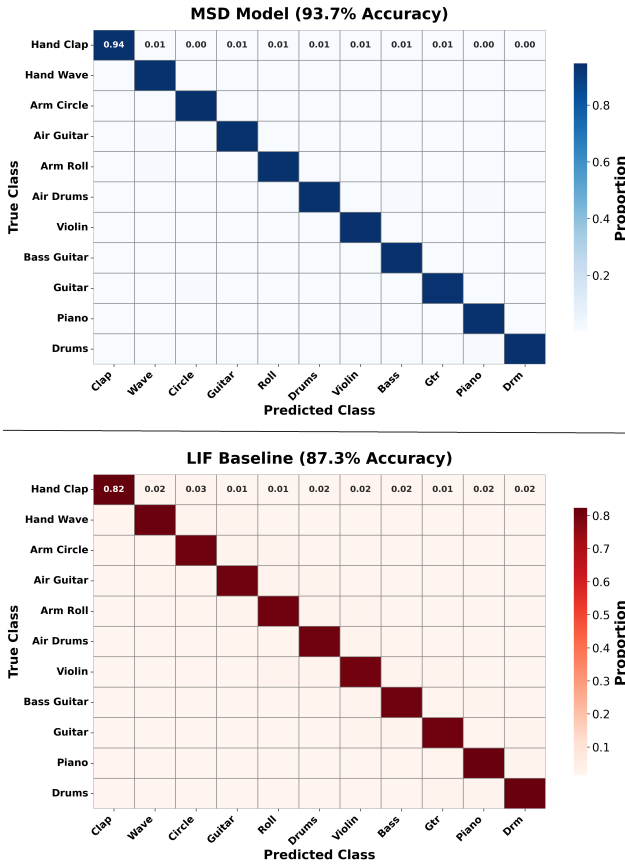 MSD Model (93.7% Accuracy)
Hand Clap 0.94 0.01 0.00 0.01 0.01 0.01 0.01 0.01 0.01 0.00 0.00
Hand Wave
Arm Circle
Air Guitar
Arm Roll
Air Drums
Violin
Bass Guitar
Guitar
Piano
Drums
True Class
Clap Wave Circle Guitar Roll Drums Violin Bass Gtr Piano Drm
Predicted Class
0.8
0.6
0.4
0.2
Proportion
LIF Baseline (87.3% Accuracy)
Hand Clap 0.82 0.02 0.03 0.01 0.01 0.02 0.02 0.02 0.01 0.02 0.02
Hand Wave
Arm Circle
Air Guitar
Arm Roll
Air Drums
Violin
Bass Guitar
Guitar
Piano
Drums
True Class
Clap Wave Circle Guitar Roll Drums Violin Bass Gtr Piano Drm
Predicted Class
0.8
0.7
0.6
0.5
0.4
0.3
0.2
0.1
Proportion